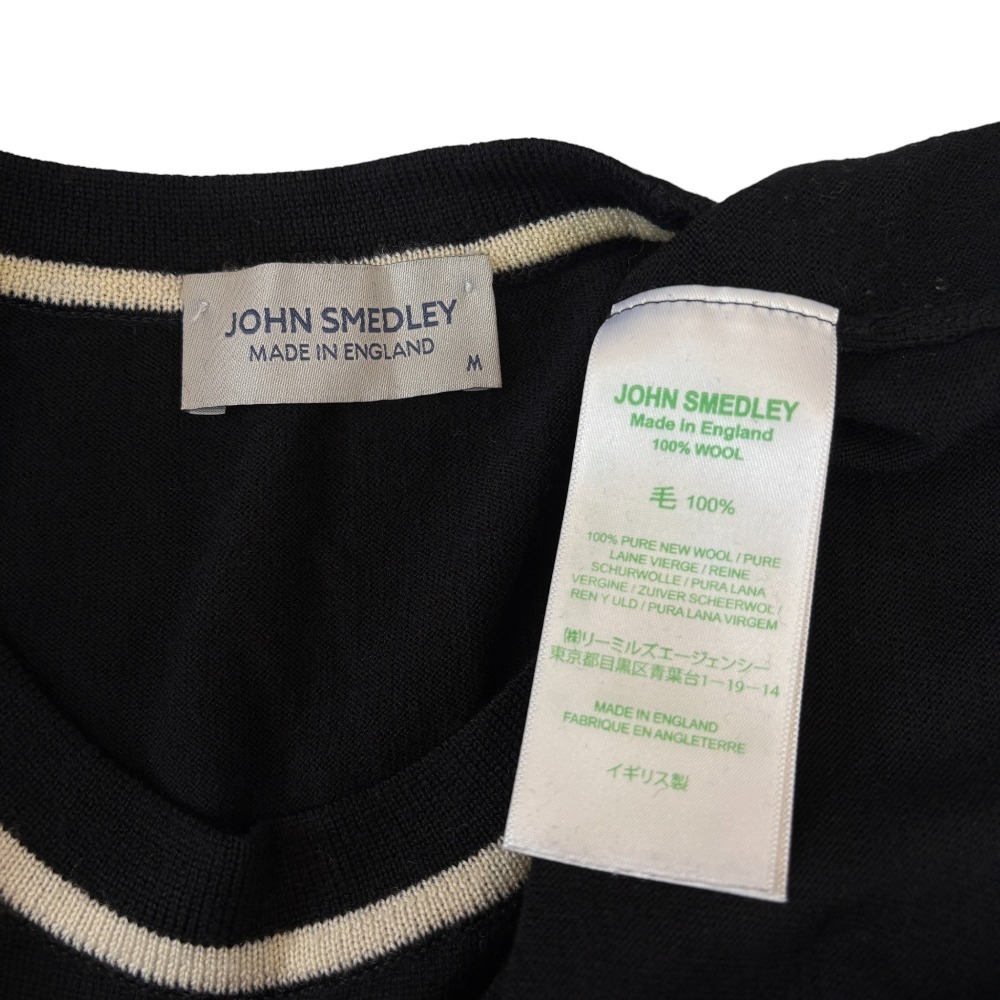 JOHN SMEDLEY
MADE IN ENGLAND
M
JOHN SMEDLEY
Made in England
100% WOOL
毛 100%
100% PURE NEW WOOL / PURE
LAINE VIERGE / REINE
SCHURWOLLE / PURA LANA
VERGINE / ZUIVER SCHEERWOL /
REN Y ULD / PURA LANA VIRGEM
㈱リーミルズエージェンシー
東京都目黒区青葉台1-19-14
MADE IN ENGLAND
FABRIQUE EN ANGLETERRE
イギリス製